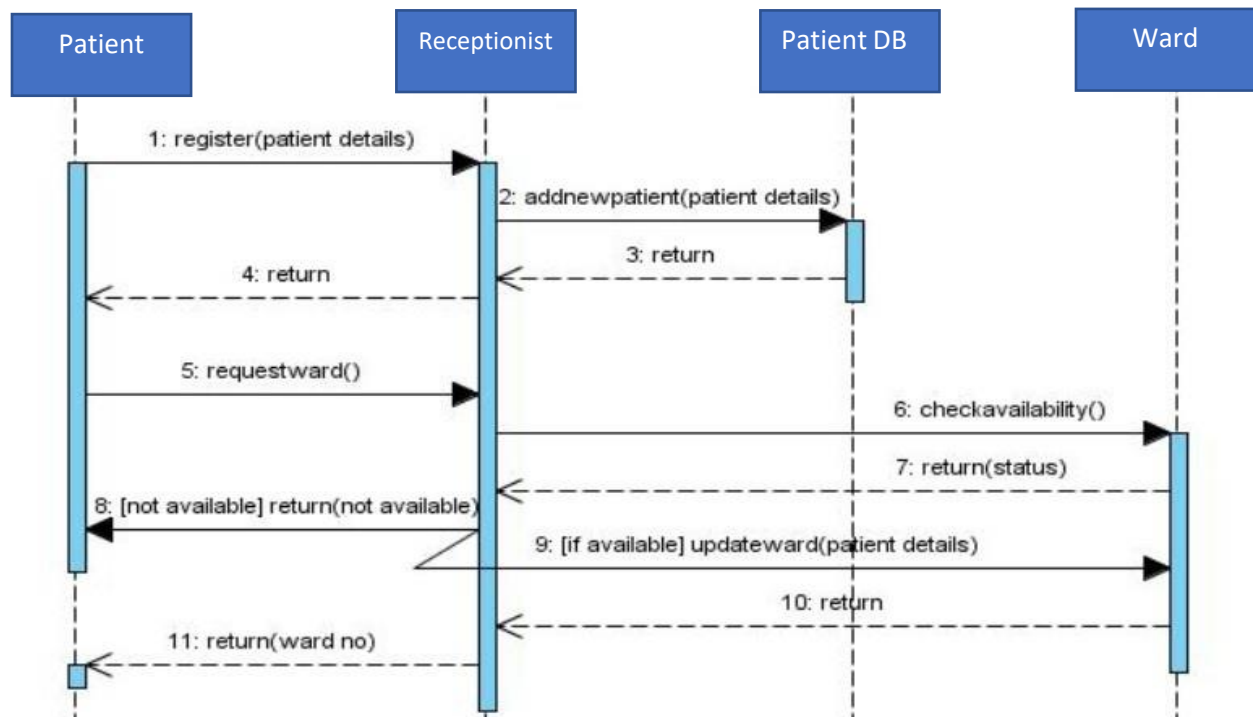 Patient
Receptionist
Patient DB
Ward
1: register(patient details)
2: addnewpatient(patient details)
3: return
4: return
5: requestward()
6: checkavailability()
7: return(status)
8: [not available] return(not available)
9: [if available] updateward(patient details)
10: return
11: return(ward no)